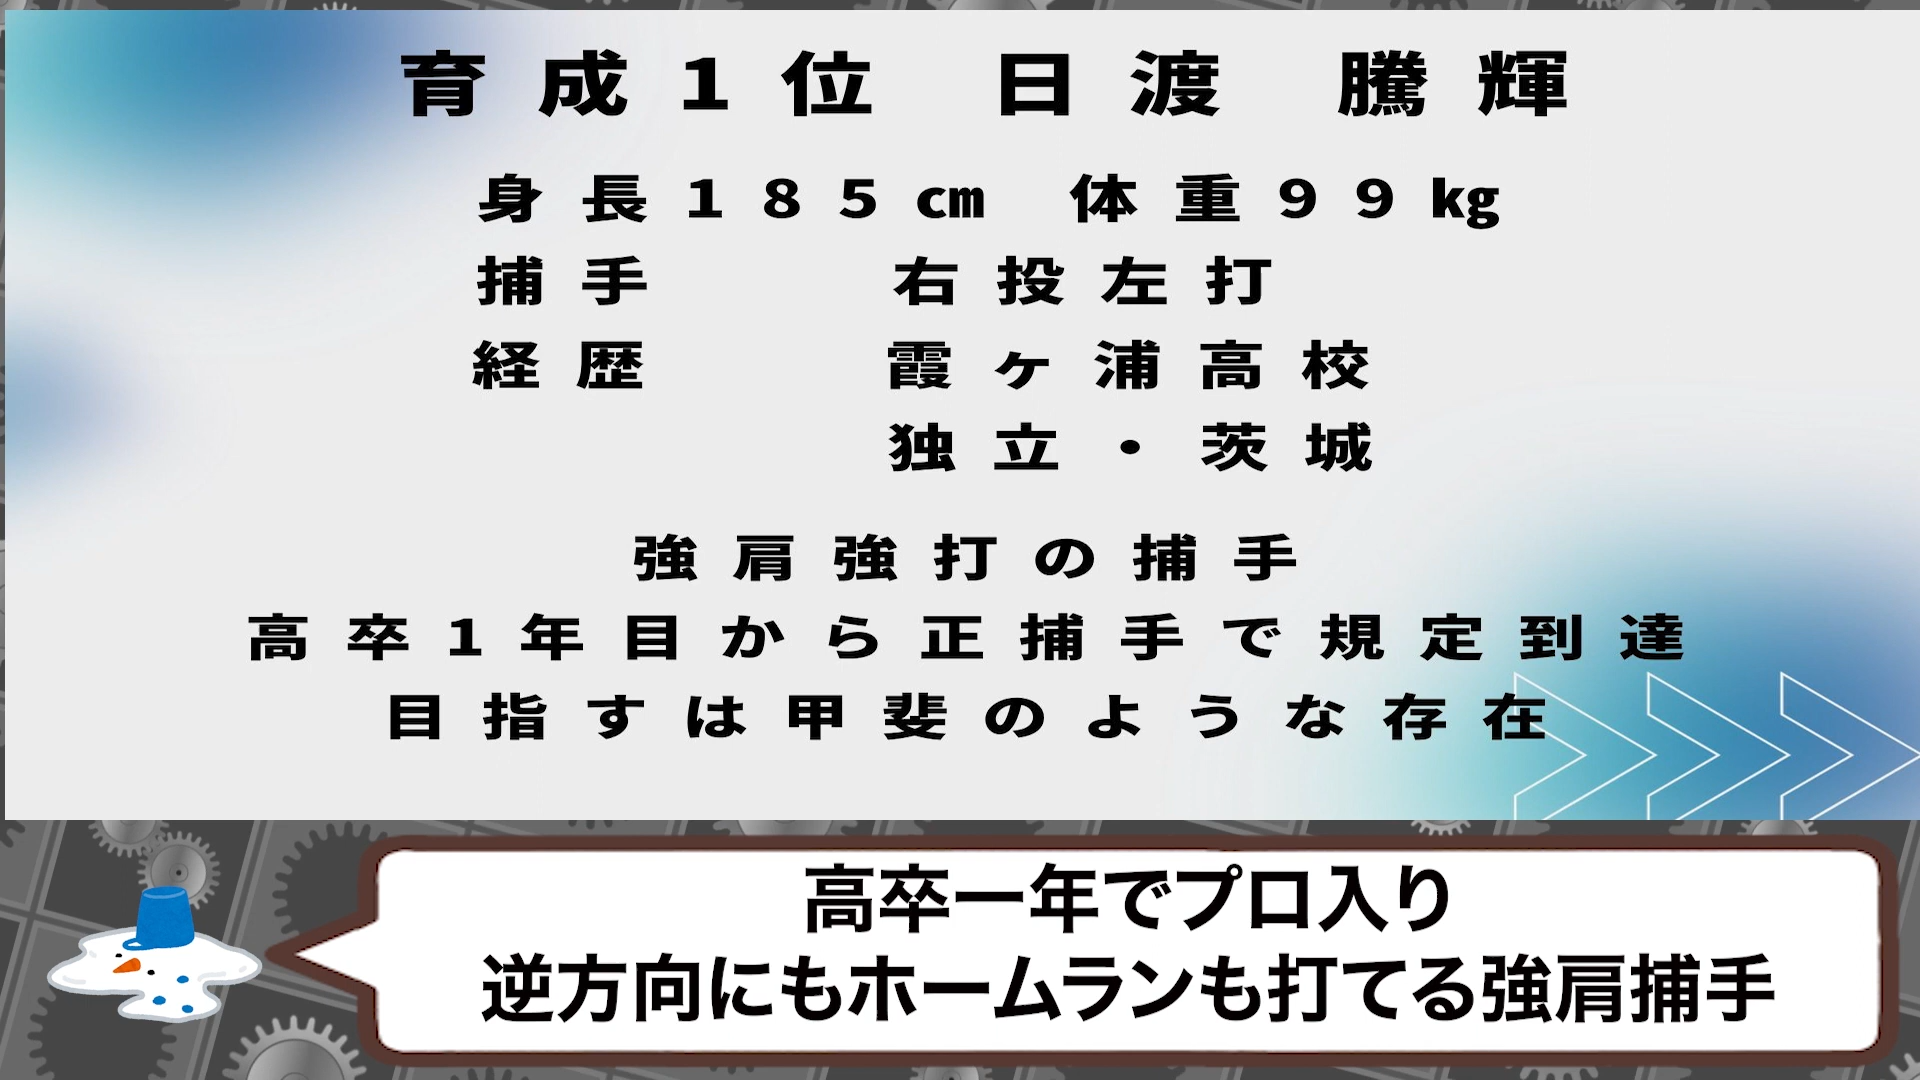 育成1位 日渡 騰輝
身長185cm 体重99kg
捕手 右投左打
経歴 霞ヶ浦高校
独立・茨城
強肩強打の捕手
高卒1年目から正捕手で規定到達
目指すは甲斐のような存在
高卒一年でプロ入り
逆方向にもホームランも打てる強肩捕手